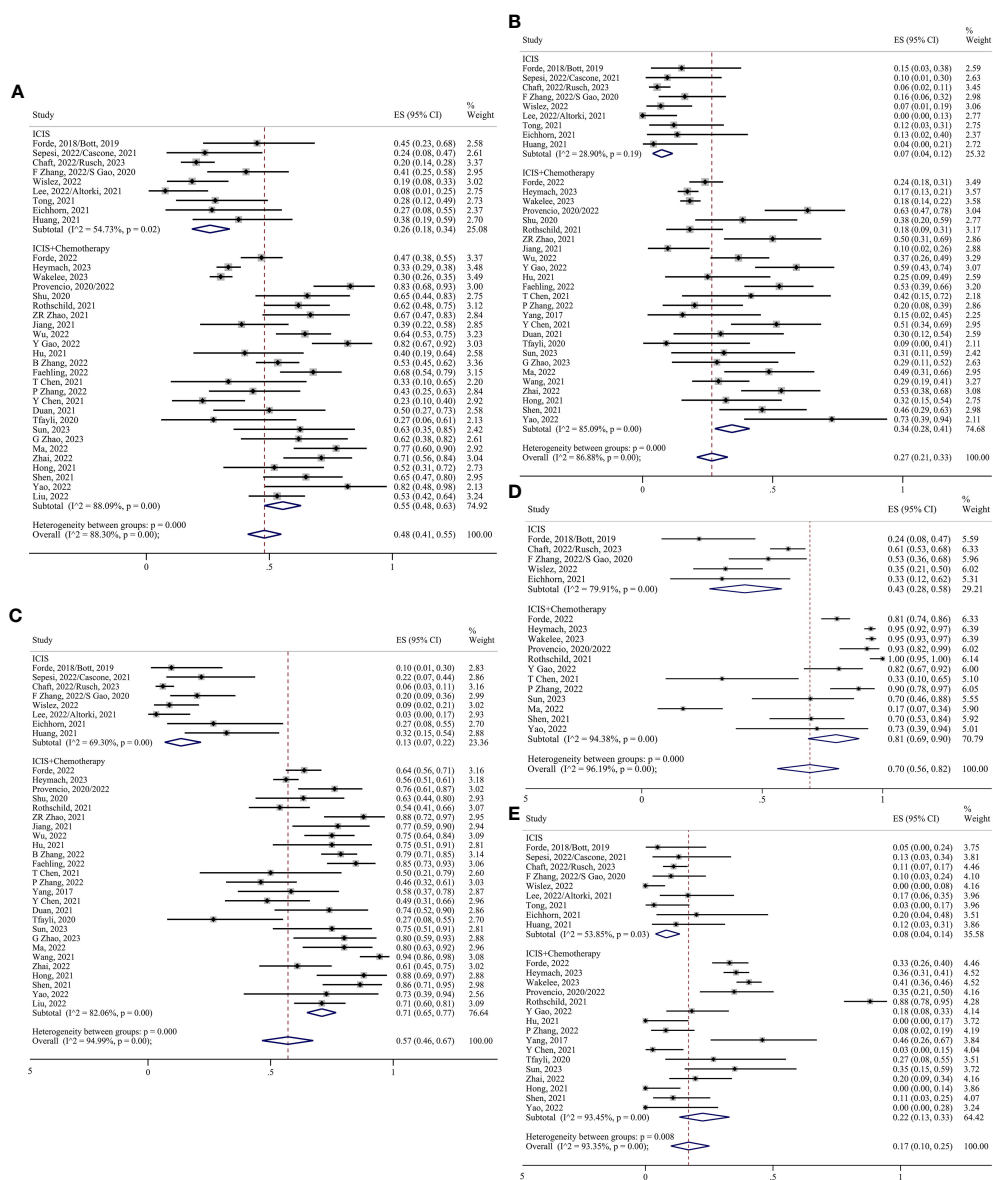 A
Study
ES (95% CI)
%
Weight
ICIS
Forde, 2018/Bott, 2019 0.45 (0.23, 0.68) 2.58
Sepesi, 2022/Cascone, 2021 0.24 (0.08, 0.47) 2.61
Chaft, 2022/Rusch, 2023 0.20 (0.14, 0.28) 3.37
F Zhang, 2022/S Gao, 2020 0.41 (0.25, 0.58) 2.95
Wislez, 2022 0.19 (0.08, 0.33) 3.02
Lee, 2022/Altorki, 2021 0.08 (0.01, 0.25) 2.75
Tong, 2021 0.28 (0.12, 0.49) 2.73
Eichhorn, 2021 0.27 (0.08, 0.55) 2.37
Huang, 2021 0.38 (0.19, 0.59) 2.70
Subtotal (I^2 = 54.73%, p = 0.02) 0.26 (0.18, 0.34) 25.08
ICIS+Chemotherapy
Forde, 2022 0.47 (0.38, 0.55) 3.37
Heymach, 2023 0.33 (0.29, 0.38) 3.48
Wakelee, 2023 0.30 (0.26, 0.35) 3.49
Provencio, 2020/2022 0.83 (0.68, 0.93) 3.00
Shu, 2020 0.65 (0.44, 0.83) 2.75
Rothschild, 2021 0.62 (0.48, 0.75) 3.12
ZR Zhao, 2021 0.67 (0.47, 0.83) 2.84
Jiang, 2021 0.39 (0.22, 0.58) 2.85
Wu, 2022 0.64 (0.53, 0.75) 3.23
Y Gao, 2022 0.82 (0.67, 0.92) 3.03
Hu, 2021 0.40 (0.19, 0.64) 2.58
B Zhang, 2022 0.53 (0.45, 0.62) 3.36
Faehling, 2022 0.68 (0.54, 0.79) 3.15
T Chen, 2021 0.33 (0.10, 0.65) 2.20
P Zhang, 2022 0.43 (0.25, 0.63) 2.84
Y Chen, 2021 0.23 (0.10, 0.40) 2.92
Duan, 2021 0.50 (0.27, 0.73) 2.58
Tfayli, 2020 0.27 (0.06, 0.61) 2.13
Sun, 2023 0.63 (0.35, 0.85) 2.42
G Zhao, 2023 0.62 (0.38, 0.82) 2.61
Ma, 2022 0.77 (0.60, 0.90) 2.92
Zhai, 2022 0.71 (0.56, 0.84) 3.04
Hong, 2021 0.52 (0.31, 0.72) 2.73
Shen, 2021 0.65 (0.47, 0.80) 2.95
Yao, 2022 0.82 (0.48, 0.98) 2.13
Liu, 2022 0.53 (0.42, 0.64) 3.24
Subtotal (I^2 = 88.09%, p = 0.00) 0.55 (0.48, 0.63) 74.92
Heterogeneity between groups: p = 0.000
Overall (I^2 = 88.30%, p = 0.00); 0.48 (0.41, 0.55) 100.00
0 .5 1
B
Study
ES (95% CI)
%
Weight
ICIS
Forde, 2018/Bott, 2019 0.15 (0.03, 0.38) 2.59
Sepesi, 2022/Cascone, 2021 0.10 (0.01, 0.30) 2.63
Chaft, 2022/Rusch, 2023 0.06 (0.02, 0.11) 3.45
F Zhang, 2022/S Gao, 2020 0.16 (0.06, 0.32) 2.98
Wislez, 2022 0.07 (0.01, 0.19) 3.06
Lee, 2022/Altorki, 2021 0.00 (0.00, 0.13) 2.77
Tong, 2021 0.12 (0.03, 0.31) 2.75
Eichhorn, 2021 0.13 (0.02, 0.40) 2.37
Huang, 2021 0.04 (0.00, 0.21) 2.72
Subtotal (I^2 = 28.90%, p = 0.19) 0.07 (0.04, 0.12) 25.32
ICIS+Chemotherapy
Forde, 2022 0.24 (0.18, 0.31) 3.49
Heymach, 2023 0.17 (0.13, 0.21) 3.57
Wakelee, 2023 0.18 (0.14, 0.22) 3.58
Provencio, 2020/2022 0.63 (0.47, 0.78) 3.04
Shu, 2020 0.38 (0.20, 0.59) 2.77
Rothschild, 2021 0.18 (0.09, 0.31) 3.17
ZR Zhao, 2021 0.50 (0.31, 0.69) 2.86
Jiang, 2021 0.10 (0.02, 0.26) 2.88
Wu, 2022 0.37 (0.26, 0.49) 3.29
Y Gao, 2022 0.59 (0.43, 0.74) 3.07
Hu, 2021 0.25 (0.09, 0.49) 2.59
Faehling, 2022 0.53 (0.39, 0.66) 3.20
T Chen, 2021 0.42 (0.15, 0.72) 2.18
P Zhang, 2022 0.20 (0.08, 0.39) 2.86
Yang, 2017 0.15 (0.02, 0.45) 2.25
Y Chen, 2021 0.51 (0.34, 0.69) 2.95
Duan, 2021 0.30 (0.12, 0.54) 2.59
Tfayli, 2020 0.09 (0.00, 0.41) 2.11
Sun, 2023 0.31 (0.11, 0.59) 2.42
G Zhao, 2023 0.29 (0.11, 0.52) 2.63
Ma, 2022 0.49 (0.31, 0.66) 2.95
Wang, 2021 0.29 (0.19, 0.41) 3.27
Zhai, 2022 0.53 (0.38, 0.68) 3.08
Hong, 2021 0.32 (0.15, 0.54) 2.75
Shen, 2021 0.46 (0.29, 0.63) 2.98
Yao, 2022 0.73 (0.39, 0.94) 2.11
Subtotal (I^2 = 85.09%, p = 0.00) 0.34 (0.28, 0.41) 74.68
Heterogeneity between groups: p = 0.000
Overall (I^2 = 86.88%, p = 0.00); 0.27 (0.21, 0.33) 100.00
0 .5 1
C
Study
ES (95% CI)
%
Weight
ICIS
Forde, 2018/Bott, 2019 0.10 (0.01, 0.30) 2.83
Sepesi, 2022/Cascone, 2021 0.22 (0.07, 0.44) 2.86
Chaft, 2022/Rusch, 2023 0.06 (0.03, 0.11) 3.16
F Zhang, 2022/S Gao, 2020 0.20 (0.09, 0.36) 2.99
Wislez, 2022 0.09 (0.02, 0.21) 3.02
Lee, 2022/Altorki, 2021 0.03 (0.00, 0.17) 2.93
Eichhorn, 2021 0.27 (0.08, 0.55) 2.70
Huang, 2021 0.32 (0.15, 0.54) 2.88
Subtotal (I^2 = 69.30%, p = 0.00) 0.13 (0.07, 0.22) 23.36
ICIS+Chemotherapy
Forde, 2022 0.64 (0.56, 0.71) 3.16
Heymach, 2023 0.56 (0.51, 0.61) 3.18
Provencio, 2020/2022 0.76 (0.61, 0.87) 3.02
Shu, 2020 0.63 (0.44, 0.80) 2.93
Rothschild, 2021 0.54 (0.41, 0.66) 3.07
ZR Zhao, 2021 0.88 (0.72, 0.97) 2.95
Jiang, 2021 0.77 (0.59, 0.90) 2.94
Wu, 2022 0.75 (0.64, 0.84) 3.09
Hu, 2021 0.75 (0.51, 0.91) 2.81
B Zhang, 2022 0.79 (0.71, 0.85) 3.14
Faehling, 2022 0.85 (0.73, 0.93) 3.06
T Chen, 2021 0.50 (0.21, 0.79) 2.60
P Zhang, 2022 0.46 (0.32, 0.61) 3.03
Yang, 2017 0.58 (0.37, 0.78) 2.87
Y Chen, 2021 0.49 (0.31, 0.66) 2.96
Duan, 2021 0.74 (0.52, 0.90) 2.86
Tfayli, 2020 0.27 (0.08, 0.55) 2.70
Sun, 2023 0.75 (0.51, 0.91) 2.81
G Zhao, 2023 0.80 (0.59, 0.93) 2.88
Ma, 2022 0.80 (0.63, 0.92) 2.96
Wang, 2021 0.94 (0.86, 0.98) 3.08
Zhai, 2022 0.61 (0.45, 0.75) 3.02
Hong, 2021 0.88 (0.69, 0.97) 2.88
Shen, 2021 0.86 (0.71, 0.95) 2.98
Yao, 2022 0.73 (0.39, 0.94) 2.56
Liu, 2022 0.71 (0.60, 0.81) 3.09
Subtotal (I^2 = 82.06%, p = 0.00) 0.71 (0.65, 0.77) 76.64
Heterogeneity between groups: p = 0.000
Overall (I^2 = 94.99%, p = 0.00); 0.57 (0.46, 0.67) 100.00
5 0 .5 1
D
Study
ES (95% CI)
%
Weight
ICIS
Forde, 2018/Bott, 2019 0.24 (0.08, 0.47) 5.59
Chaft, 2022/Rusch, 2023 0.61 (0.53, 0.68) 6.33
F Zhang, 2022/S Gao, 2020 0.53 (0.36, 0.68) 5.96
Wislez, 2022 0.35 (0.21, 0.50) 6.02
Eichhorn, 2021 0.33 (0.12, 0.62) 5.31
Subtotal (I^2 = 79.91%, p = 0.00) 0.43 (0.28, 0.58) 29.21
ICIS+Chemotherapy
Forde, 2022 0.81 (0.74, 0.86) 6.33
Heymach, 2023 0.95 (0.92, 0.97) 6.39
Wakelee, 2023 0.95 (0.93, 0.97) 6.39
Provencio, 2020/2022 0.93 (0.82, 0.99) 6.02
Rothschild, 2021 1.00 (0.95, 1.00) 6.14
Y Gao, 2022 0.82 (0.67, 0.92) 6.00
T Chen, 2021 0.33 (0.10, 0.65) 5.10
P Zhang, 2022 0.90 (0.78, 0.97) 6.05
Sun, 2023 0.70 (0.46, 0.88) 5.55
Ma, 2022 0.17 (0.07, 0.34) 5.90
Shen, 2021 0.70 (0.53, 0.84) 5.92
Yao, 2022 0.73 (0.39, 0.94) 5.01
Subtotal (I^2 = 94.38%, p = 0.00) 0.81 (0.69, 0.90) 70.79
Heterogeneity between groups: p = 0.000
Overall (I^2 = 96.19%, p = 0.00); 0.70 (0.56, 0.82) 100.00
5 0 .5 1
E
Study
ES (95% CI)
%
Weight
ICIS
Forde, 2018/Bott, 2019 0.05 (0.00, 0.24) 3.75
Sepesi, 2022/Cascone, 2021 0.13 (0.03, 0.34) 3.81
Chaft, 2022/Rusch, 2023 0.11 (0.07, 0.17) 4.46
F Zhang, 2022/S Gao, 2020 0.10 (0.03, 0.24) 4.10
Wislez, 2022 0.00 (0.00, 0.08) 4.16
Lee, 2022/Altorki, 2021 0.17 (0.06, 0.35) 3.96
Tong, 2021 0.03 (0.00, 0.17) 3.96
Eichhorn, 2021 0.20 (0.04, 0.48) 3.51
Huang, 2021 0.12 (0.03, 0.31) 3.86
Subtotal (I^2 = 53.85%, p = 0.03) 0.08 (0.04, 0.14) 35.58
ICIS+Chemotherapy
Forde, 2022 0.33 (0.26, 0.40) 4.46
Heymach, 2023 0.36 (0.31, 0.41) 4.52
Wakelee, 2023 0.41 (0.36, 0.46) 4.52
Provencio, 2020/2022 0.35 (0.21, 0.50) 4.16
Rothschild, 2021 0.88 (0.78, 0.95) 4.28
Y Gao, 2022 0.18 (0.08, 0.33) 4.14
Hu, 2021 0.00 (0.00, 0.17) 3.72
P Zhang, 2022 0.08 (0.02, 0.19) 4.20
Yang, 2017 0.46 (0.26, 0.67) 3.84
Y Chen, 2021 0.03 (0.00, 0.15) 4.04
Tfayli, 2020 0.27 (0.08, 0.55) 3.51
Sun, 2023 0.35 (0.15, 0.59) 3.72
Zhai, 2022 0.20 (0.09, 0.34) 4.16
Hong, 2021 0.00 (0.00, 0.14) 3.86
Shen, 2021 0.11 (0.03, 0.25) 4.07
Yao, 2022 0.00 (0.00, 0.28) 3.24
Subtotal (I^2 = 93.45%, p = 0.00) 0.22 (0.13, 0.33) 64.42
Heterogeneity between groups: p = 0.008
Overall (I^2 = 93.35%, p = 0.00); 0.17 (0.10, 0.25) 100.00
0 .5 1